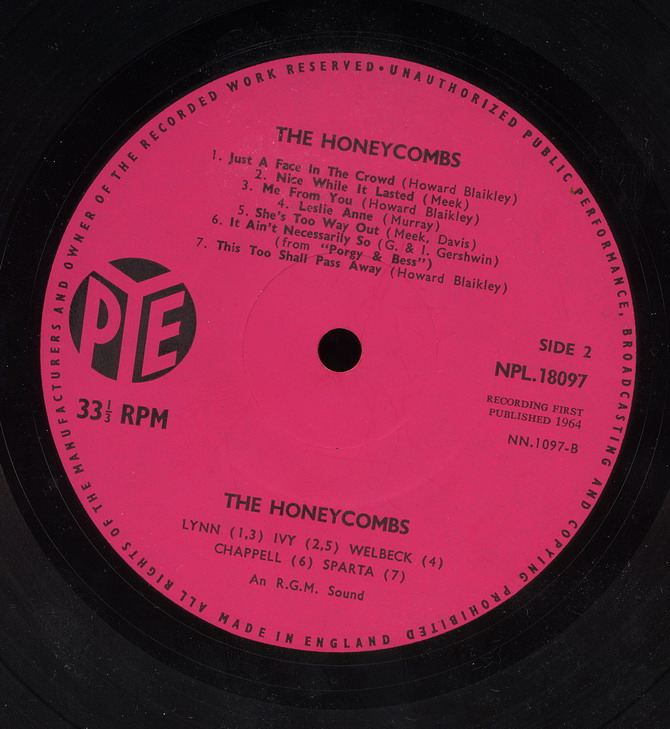 THE HONEYCOMBS
1. Just A Face In The Crowd (Howard Blaikley)
2. Nice While It Lasted (Meek)
3. Me From You (Howard Blaikley)
4. Leslie Anne (Murray)
5. She's Too Way Out (Meek, Davis)
6. It Ain't Necessarily So (G. & I. Gershwin)
(from "Porgy & Bess")
7. This Too Shall Pass Away (Howard Blaikley)
PYE
33⅓ RPM
SIDE 2
NPL.18097
RECORDING FIRST
PUBLISHED 1964
NN.1097-B
THE HONEYCOMBS
LYNN (1,3) IVY (2,5) WELBECK (4)
CHAPPELL (6) SPARTA (7)
An R.G.M. Sound
ALL RIGHTS OF THE MANUFACTURERS AND OWNER OF THE RECORDED WORK RESERVED • UNAUTHORIZED PUBLIC PERFORMANCE, BROADCASTING AND COPYING PROHIBITED
MADE IN ENGLAND